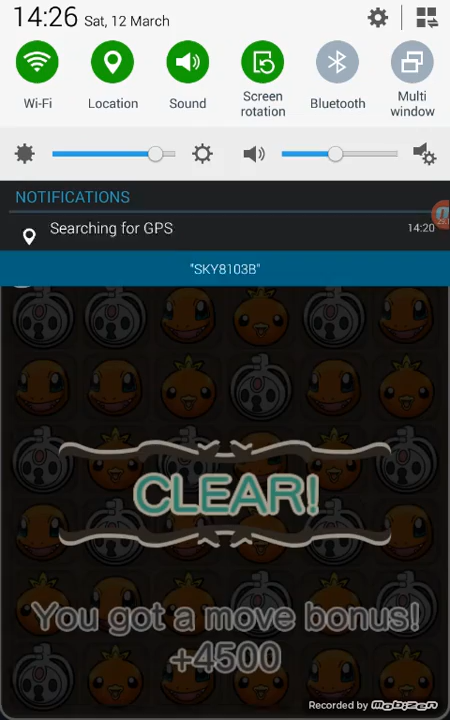 14:26 Sat, 12 March
Wi-Fi
Location
Sound
Screen
rotation
Bluetooth
Multi
window
NOTIFICATIONS
Searching for GPS
14:20
"SKY8103B"
CLEAR!
You got a move bonus!
+4500
Recorded by Mobizen